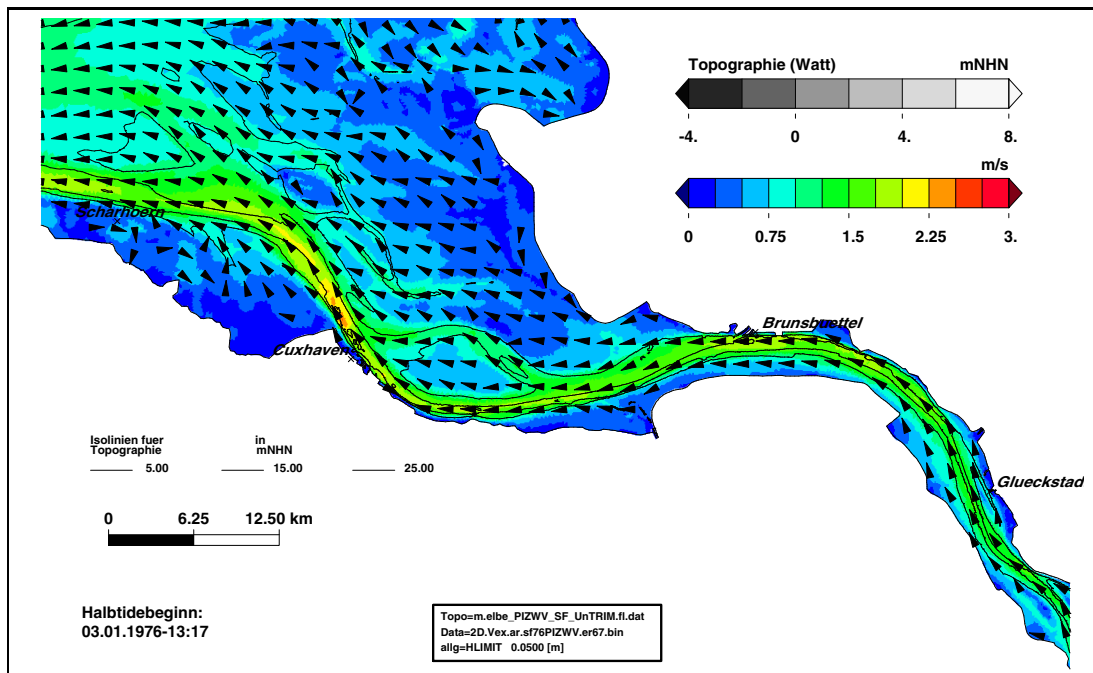 Topographie (Watt) mNHN
-4. 0 4. 8.
m/s
0 0.75 1.5 2.25 3.
Scharhoern
Brunsbuettel
Cuxhaven
Isolinien fuer in
Topographie mNHN
5.00 15.00 25.00
Glueckstad
0 6.25 12.50 km
Halbtidebeginn:
03.01.1976-13:17
Topo=m.elbe_PIZWV_SF_UnTRIM.fl.dat
Data=2D.Vex.ar.sf76PIZWV.er67.bin
allg=HLIMIT 0.0500 [m]